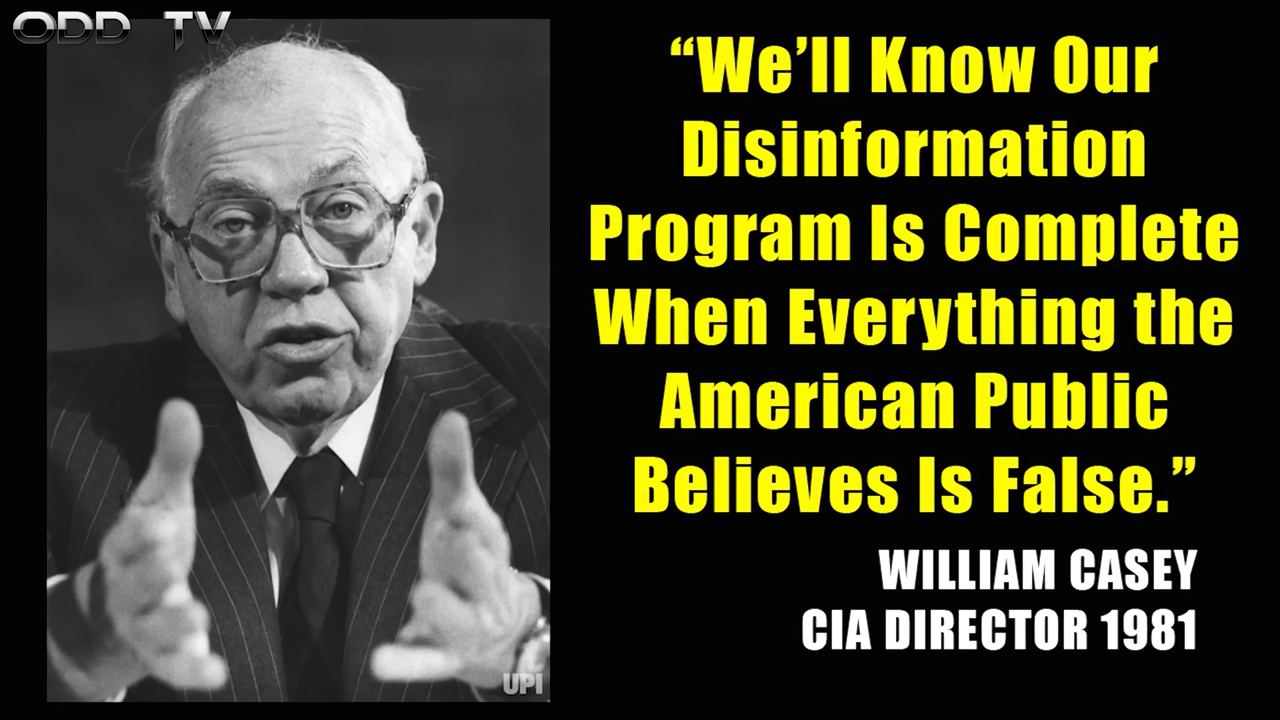 ODD TV
“We’ll Know Our
Disinformation
Program Is Complete
When Everything the
American Public
Believes Is False.”
WILLIAM CASEY
CIA DIRECTOR 1981
UPI